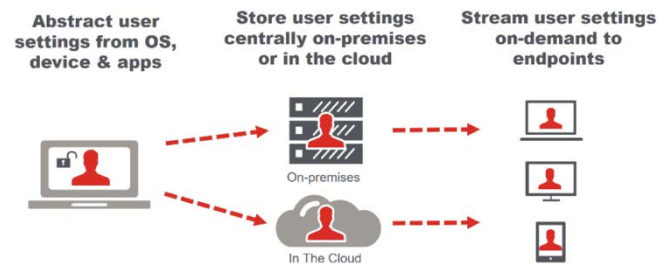 Abstract user
settings from OS,
device & apps
Store user settings
centrally on-premises
or in the cloud
Stream user settings
on-demand to
endpoints
On-premises
In The Cloud